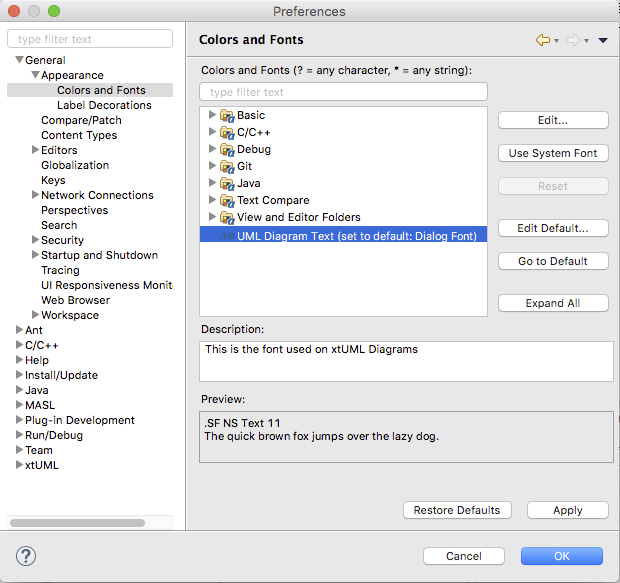 Preferences
type filter text
General
Appearance
Colors and Fonts
Label Decorations
Compare/Patch
Content Types
Editors
Globalization
Keys
Network Connections
Perspectives
Search
Security
Startup and Shutdown
Tracing
UI Responsiveness Monit
Web Browser
Workspace
Ant
C/C++
Help
Install/Update
Java
MASL
Plug-in Development
Run/Debug
Team
xtUML
Colors and Fonts
Colors and Fonts (? = any character, * = any string):
type filter text
Basic
C/C++
Debug
Git
Java
Text Compare
View and Editor Folders
UML Diagram Text (set to default: Dialog Font)
Edit...
Use System Font
Reset
Edit Default...
Go to Default
Expand All
Description:
This is the font used on xtUML Diagrams
Preview:
.SF NS Text 11
The quick brown fox jumps over the lazy dog.
Restore Defaults
Apply
?
Cancel
OK